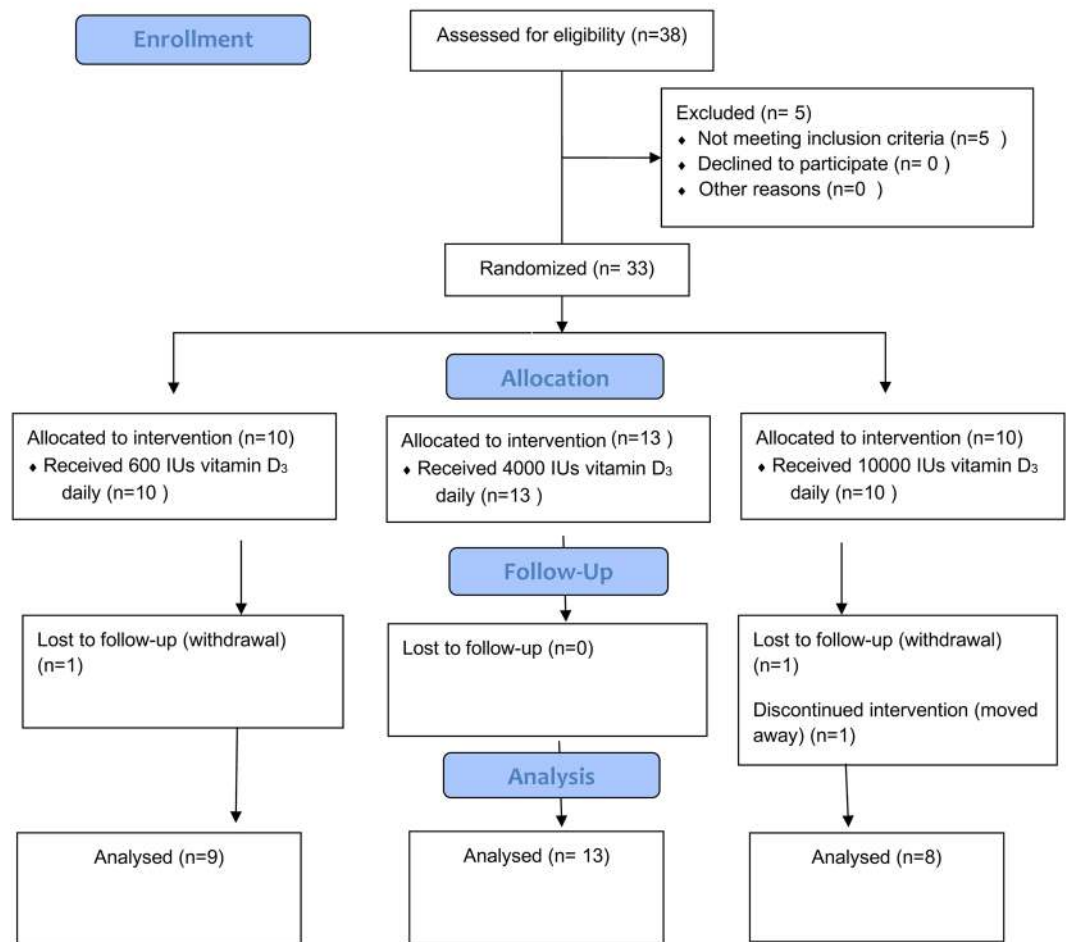 Enrollment
Assessed for eligibility (n=38)
Excluded (n= 5)
♦ Not meeting inclusion criteria (n=5 )
♦ Declined to participate (n= 0 )
♦ Other reasons (n=0 )
Randomized (n= 33)
Allocation
Allocated to intervention (n=10)
♦ Received 600 IUs vitamin D₃
daily (n=10 )
Allocated to intervention (n=13 )
♦ Received 4000 IUs vitamin D₃
daily (n=13 )
Allocated to intervention (n=10)
♦ Received 10000 IUs vitamin D₃
daily (n=10 )
Follow-Up
Lost to follow-up (withdrawal)
(n=1)
Lost to follow-up (n=0)
Lost to follow-up (withdrawal)
(n=1)
Discontinued intervention (moved
away) (n=1)
Analysis
Analysed (n=9)
Analysed (n= 13)
Analysed (n=8)